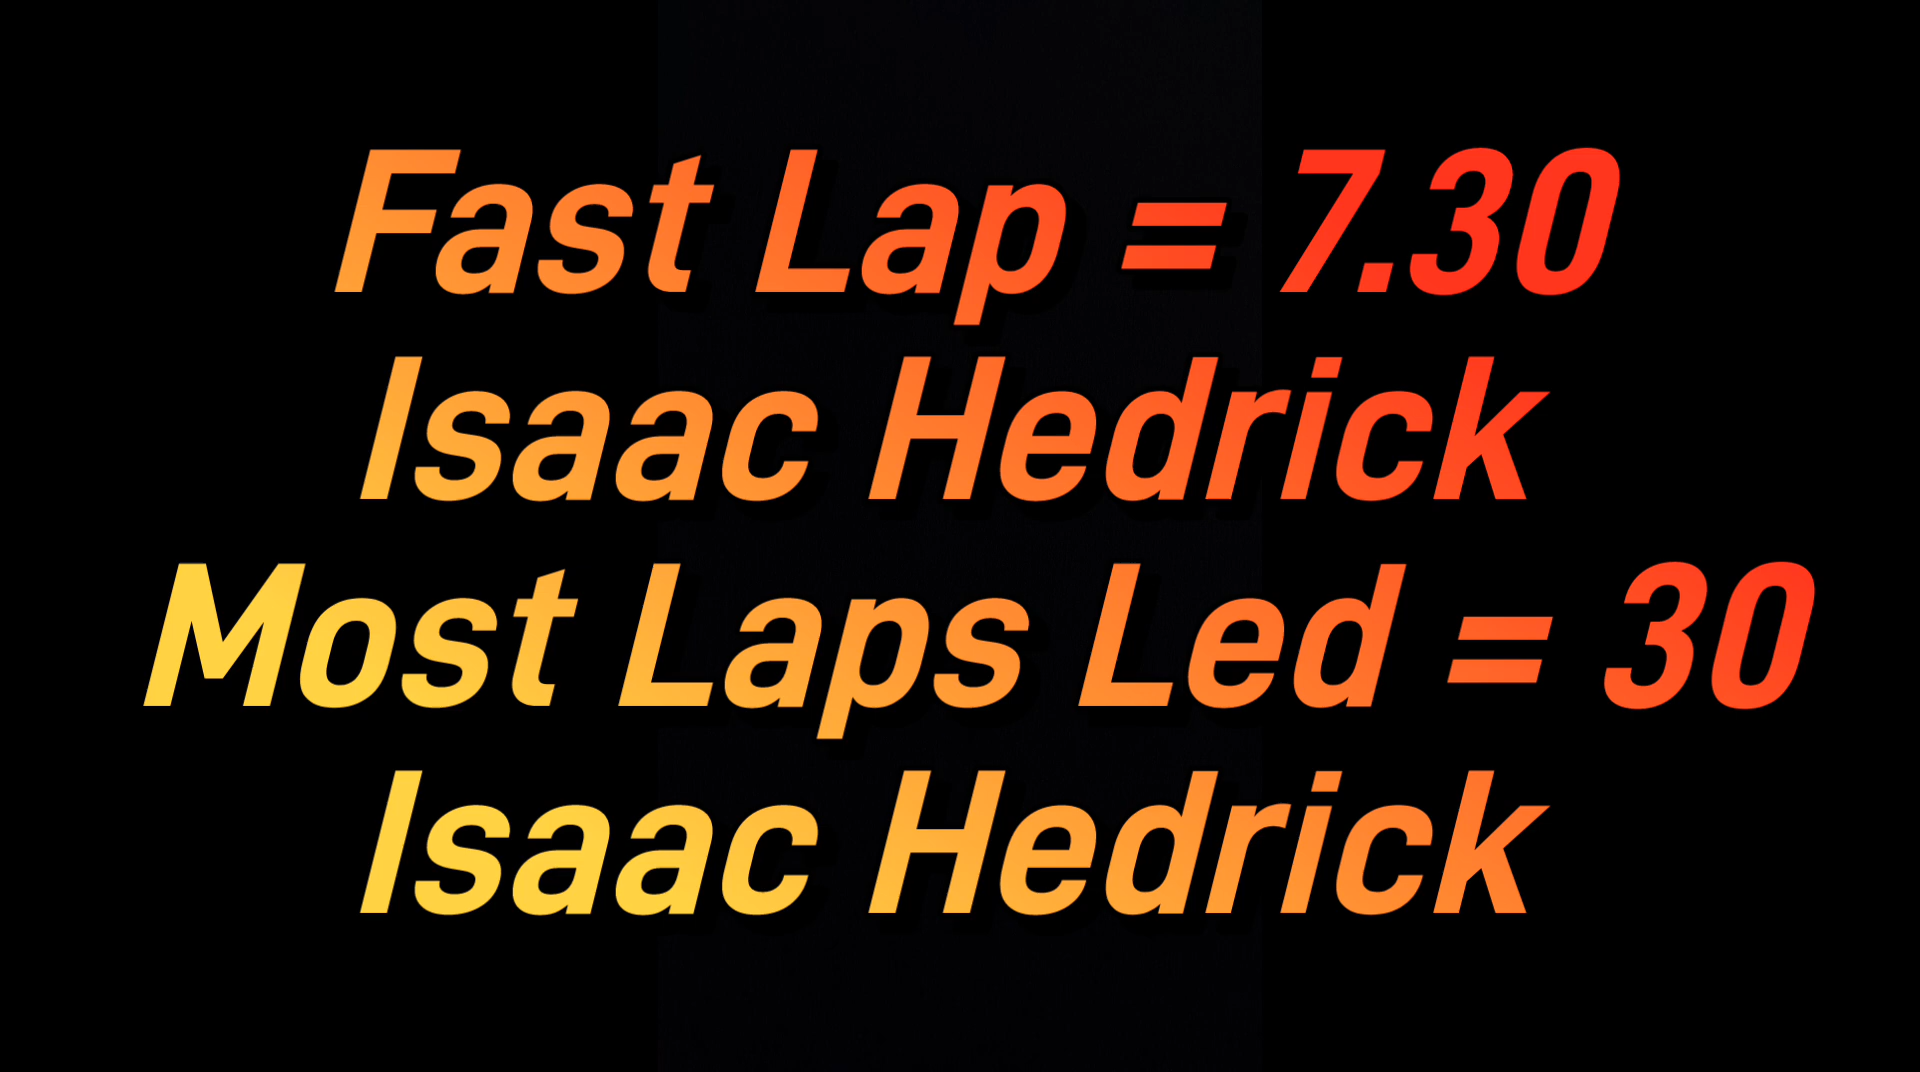 Fast Lap = 7.30
Isaac Hedrick
Most Laps Led = 30
Isaac Hedrick